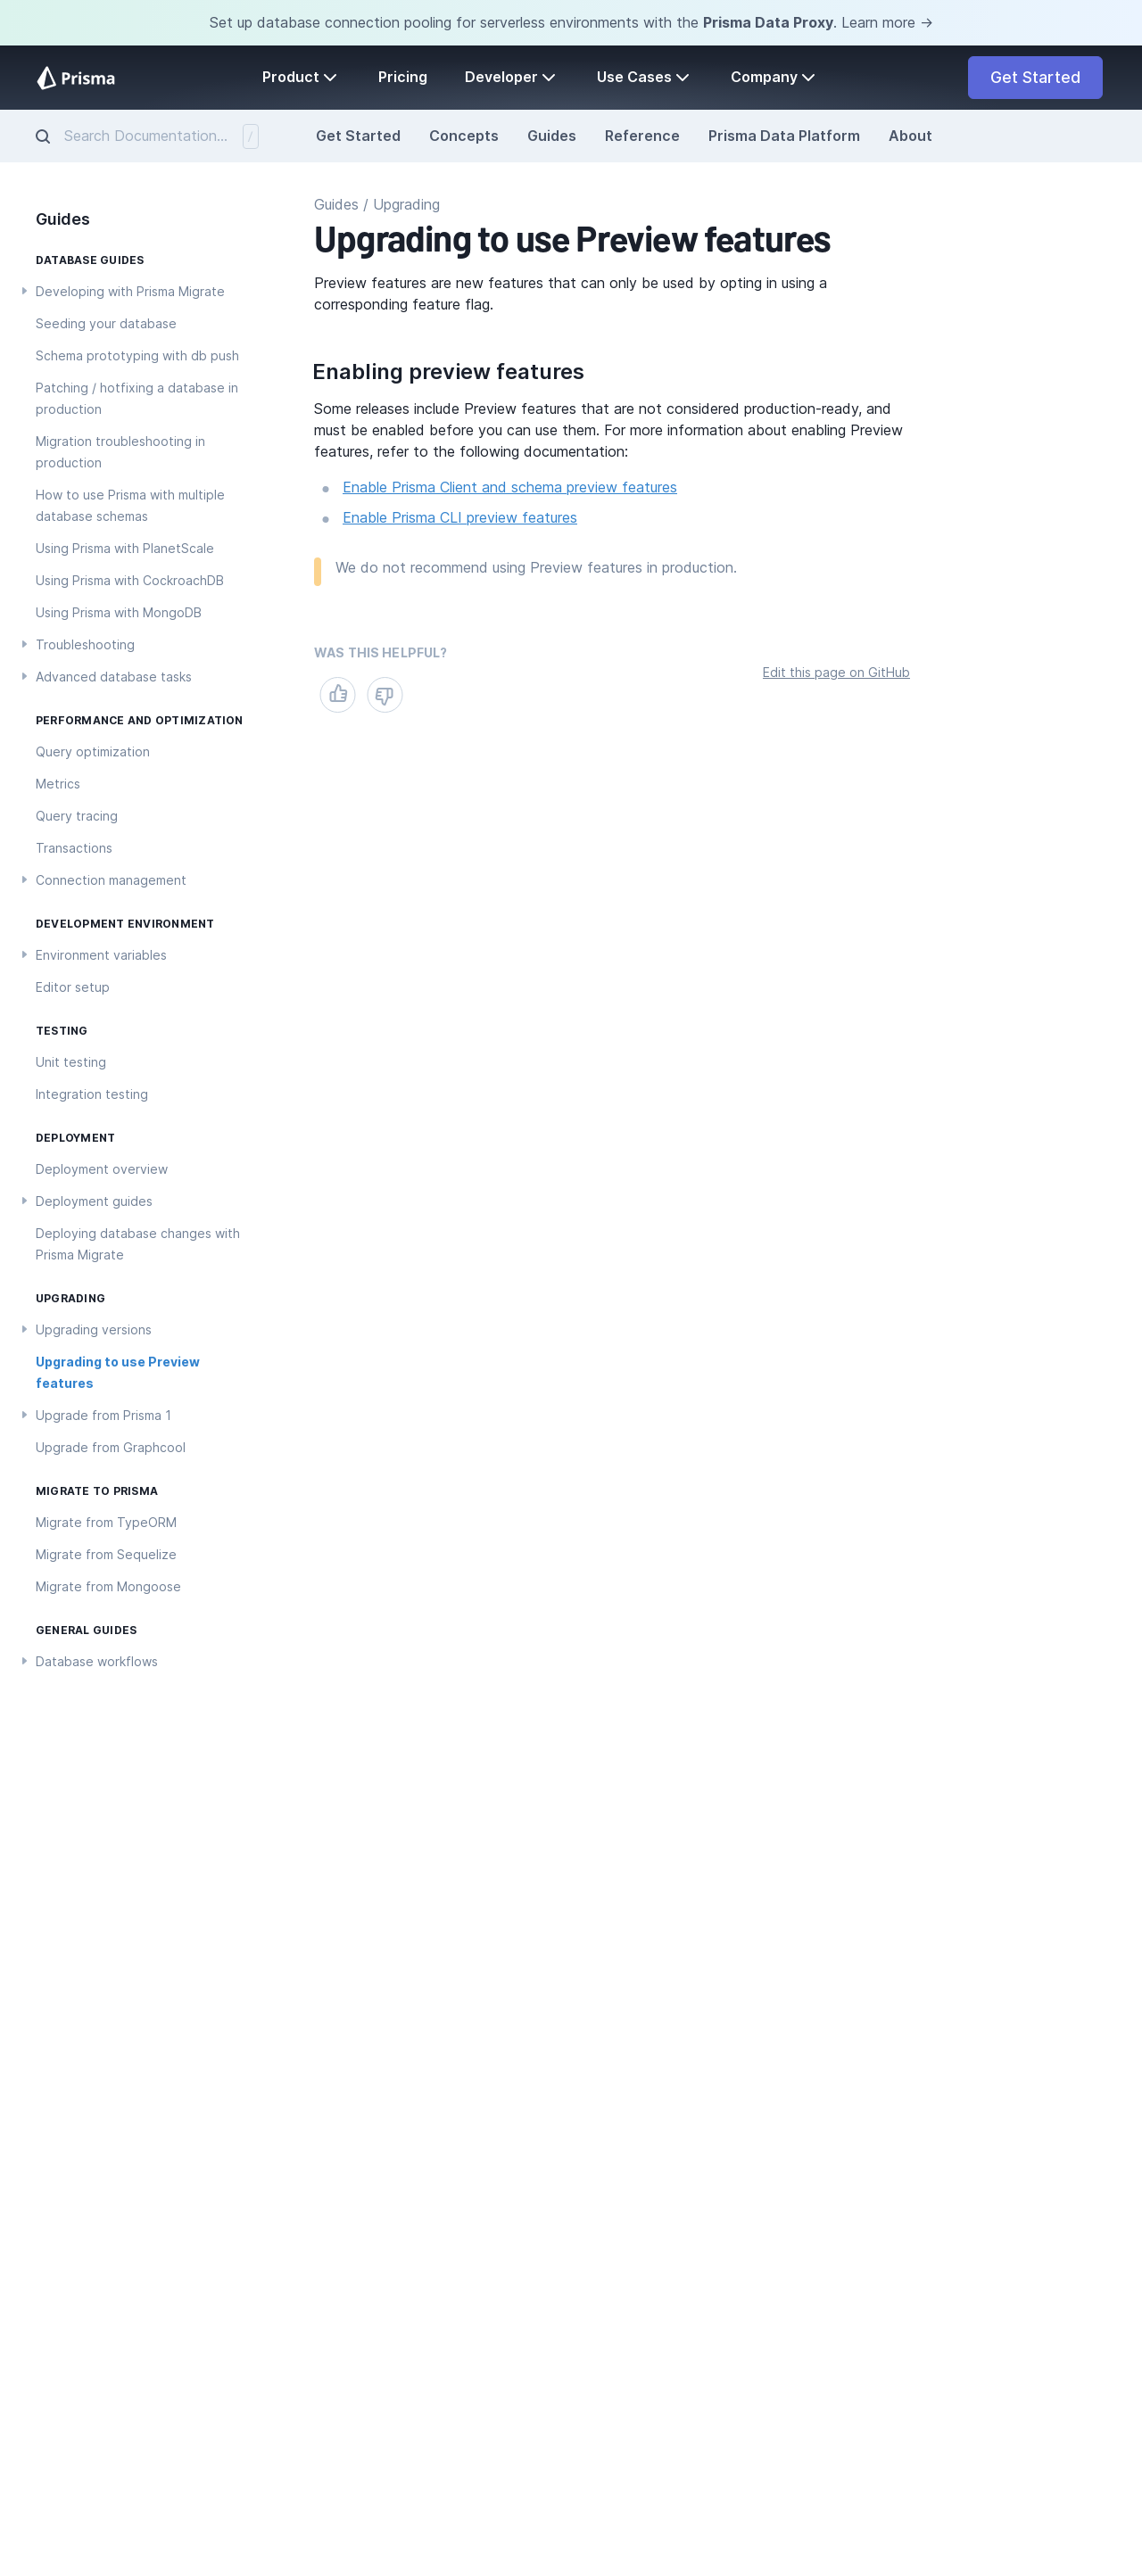 Set up database connection pooling for serverless environments with the Prisma Data Proxy. Learn more →
Prisma
Product
Pricing
Developer
Use Cases
Company
Get Started
Search Documentation...
/
Get Started
Concepts
Guides
Reference
Prisma Data Platform
About
Guides
DATABASE GUIDES
Developing with Prisma Migrate
Seeding your database
Schema prototyping with db push
Patching / hotfixing a database in
production
Migration troubleshooting in
production
How to use Prisma with multiple
database schemas
Using Prisma with PlanetScale
Using Prisma with CockroachDB
Using Prisma with MongoDB
Troubleshooting
Advanced database tasks
PERFORMANCE AND OPTIMIZATION
Query optimization
Metrics
Query tracing
Transactions
Connection management
DEVELOPMENT ENVIRONMENT
Environment variables
Editor setup
TESTING
Unit testing
Integration testing
DEPLOYMENT
Deployment overview
Deployment guides
Deploying database changes with
Prisma Migrate
UPGRADING
Upgrading versions
Upgrading to use Preview
features
Upgrade from Prisma 1
Upgrade from Graphcool
MIGRATE TO PRISMA
Migrate from TypeORM
Migrate from Sequelize
Migrate from Mongoose
GENERAL GUIDES
Database workflows
Guides / Upgrading
Upgrading to use Preview features
Preview features are new features that can only be used by opting in using a
corresponding feature flag.
Enabling preview features
Some releases include Preview features that are not considered production-ready, and
must be enabled before you can use them. For more information about enabling Preview
features, refer to the following documentation:
Enable Prisma Client and schema preview features
Enable Prisma CLI preview features
We do not recommend using Preview features in production.
WAS THIS HELPFUL?
Edit this page on GitHub